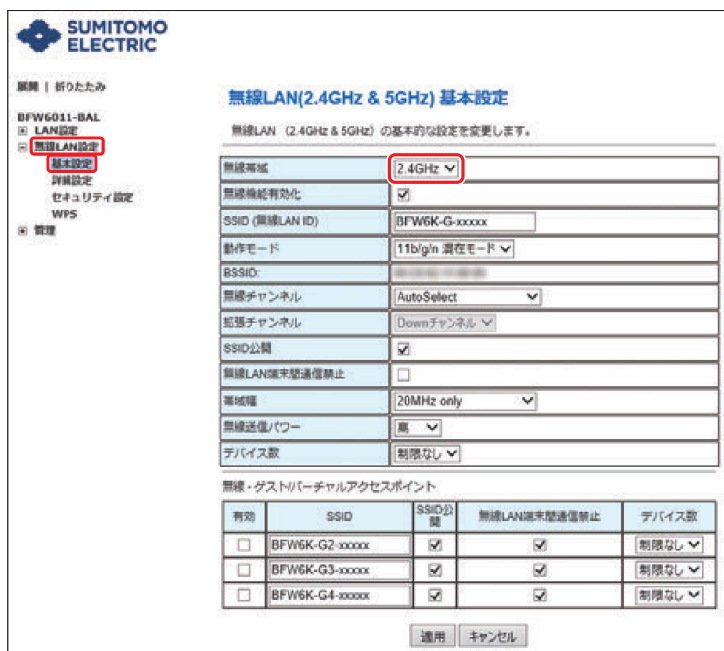 SUMITOMO
ELECTRIC
展開 | 折りたたみ
BFW6011-BAL
LAN設定
無線LAN設定
基本設定
詳細設定
セキュリティ設定
WPS
管理
無線LAN(2.4GHz & 5GHz) 基本設定
無線LAN （2.4GHz & 5GHz） の基本的な設定を変更します。
無線帯域 2.4GHz
無線機能有効化
SSID (無線LAN ID) BFW6K-G-xxxxx
動作モード 11b/g/n 混在モード
BSSID:
無線チャンネル AutoSelect
拡張チャンネル Downチャンネル
SSID公開
無線LAN端末間通信禁止
帯域幅 20MHz only
無線送信パワー 高
デバイス数 制限なし
無線 - ゲスト/バーチャルアクセスポイント
有効 SSID SSID公開 無線LAN端末間通信禁止 デバイス数
BFW6K-G2-xxxxx 制限なし
BFW6K-G3-xxxxx 制限なし
BFW6K-G4-xxxxx 制限なし
適用 キャンセル